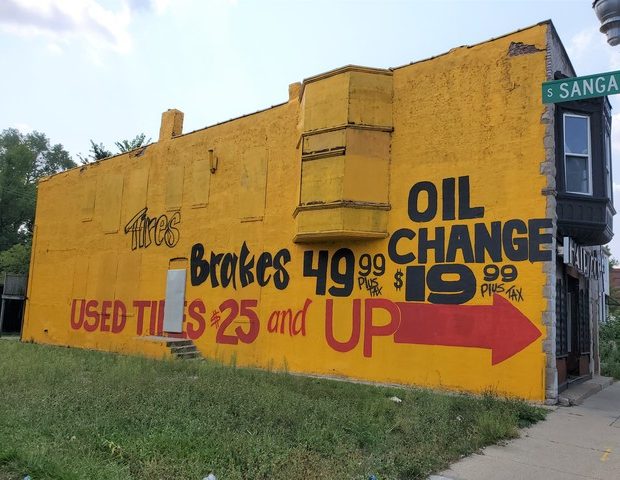 S SANGA
OIL
CHANGE
$19 99
PLUS TAX
Tires
Brakes 49 99
PLUS
TAX
USED TIRES $25 and UP